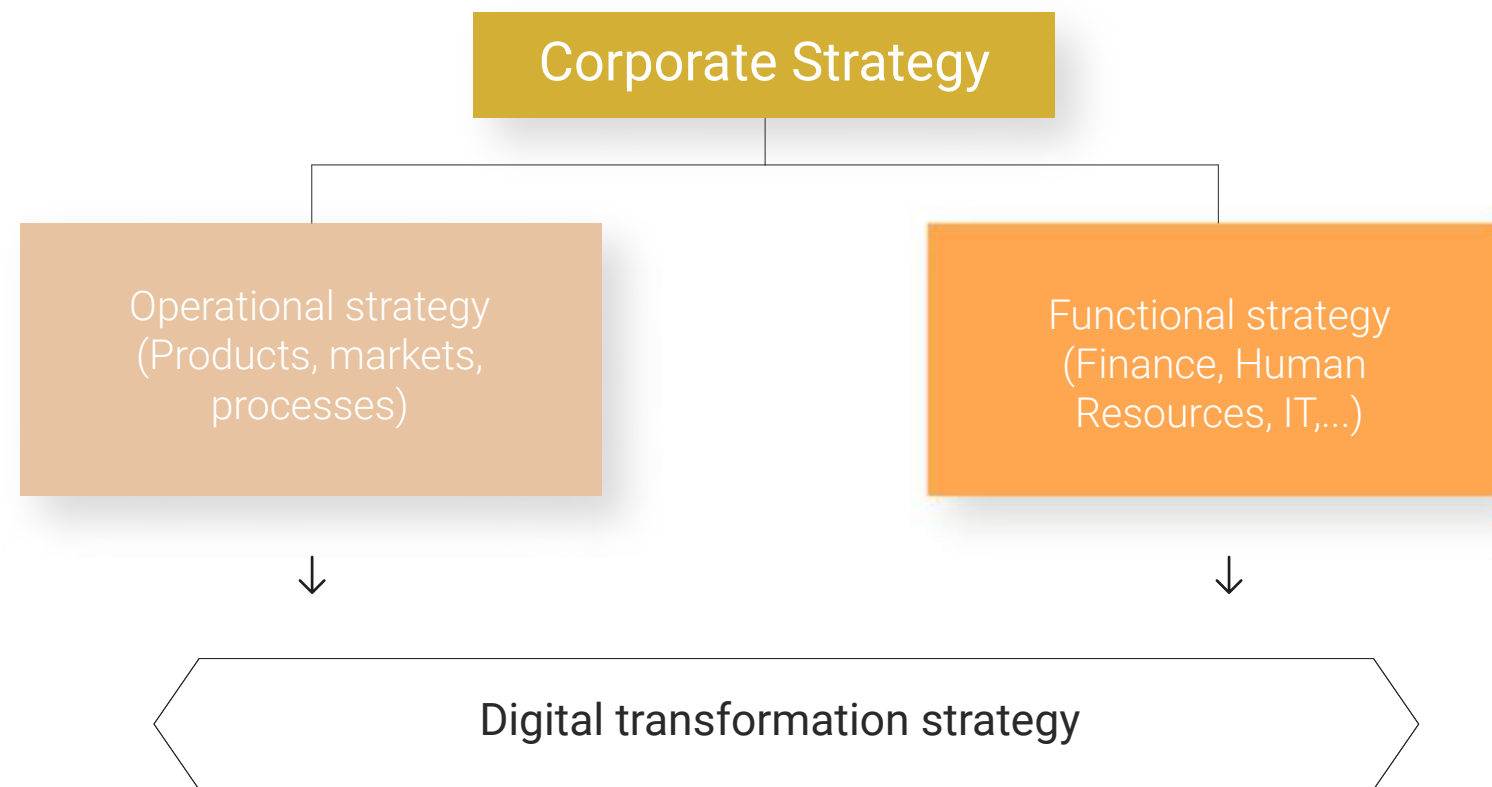 Corporate Strategy
Operational strategy
(Products, markets,
processes)
Functional strategy
(Finance, Human
Resources, IT,...)
Digital transformation strategy